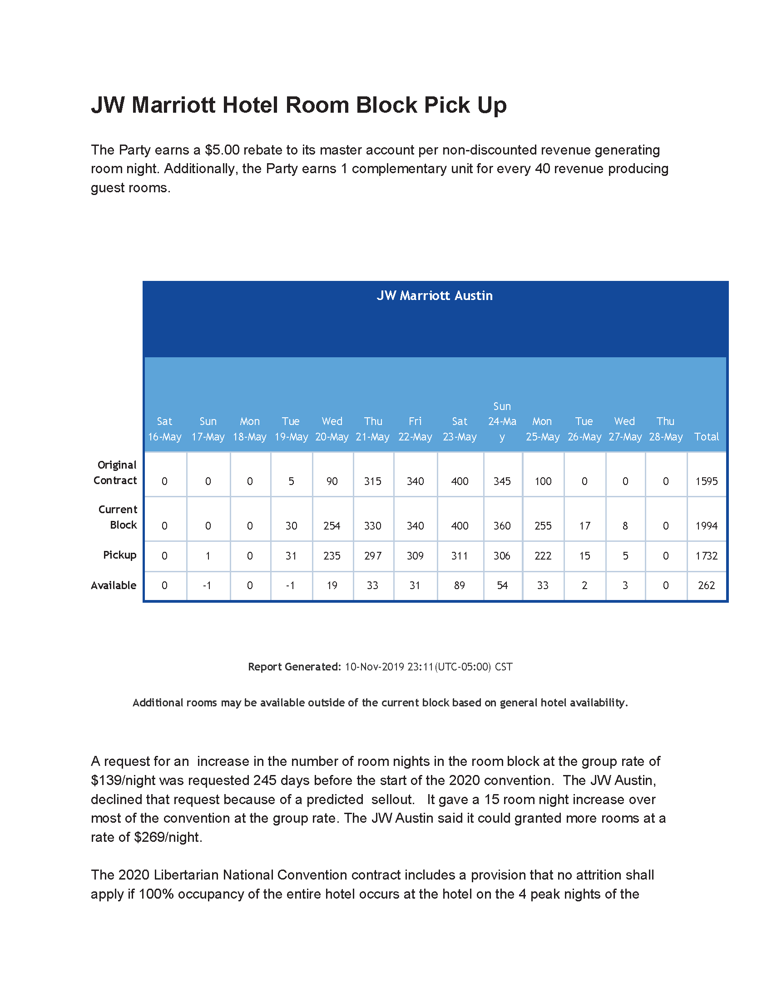 JW Marriott Hotel Room Block Pick Up
The Party earns a $5.00 rebate to its master account per non-discounted revenue generating
room night. Additionally, the Party earns 1 complementary unit for every 40 revenue producing
guest rooms.
JW Marriott Austin
Sat 16-May Sun 17-May Mon 18-May Tue 19-May Wed 20-May Thu 21-May Fri 22-May Sat 23-May Sun 24-Ma y Mon 25-May Tue 26-May Wed 27-May Thu 28-May Total
Original Contract 0 0 0 5 90 315 340 400 345 100 0 0 0 1595
Current Block 0 0 0 30 254 330 340 400 360 255 17 8 0 1994
Pickup 0 1 0 31 235 297 309 311 306 222 15 5 0 1732
Available 0 -1 0 -1 19 33 31 89 54 33 2 3 0 262
Report Generated: 10-Nov-2019 23:11(UTC-05:00) CST
Additional rooms may be available outside of the current block based on general hotel availability.
A request for an  increase in the number of room nights in the room block at the group rate of
$139/night was requested 245 days before the start of the 2020 convention.  The JW Austin,
declined that request because of a predicted  sellout.   It gave a 15 room night increase over
most of the convention at the group rate. The JW Austin said it could granted more rooms at a
rate of $269/night.
The 2020 Libertarian National Convention contract includes a provision that no attrition shall
apply if 100% occupancy of the entire hotel occurs at the hotel on the 4 peak nights of the